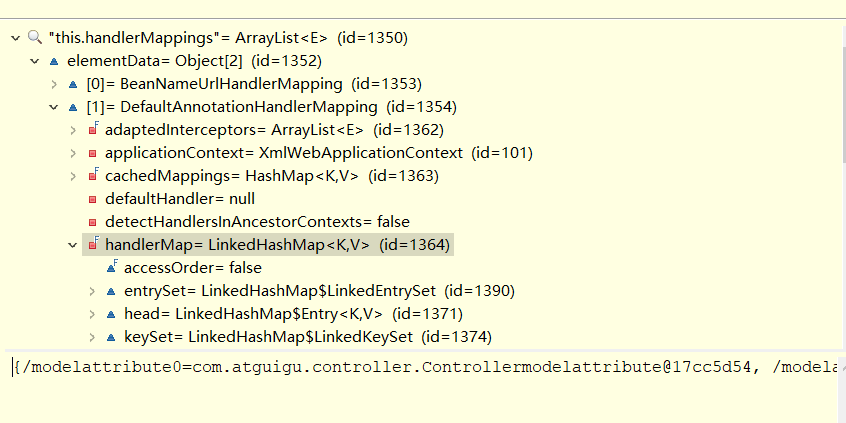 "this.handlerMappings"= ArrayList<E> (id=1350)
elementData= Object[2] (id=1352)
[0]= BeanNameUrlHandlerMapping (id=1353)
[1]= DefaultAnnotationHandlerMapping (id=1354)
adaptedInterceptors= ArrayList<E> (id=1362)
applicationContext= XmlWebApplicationContext (id=101)
cachedMappings= HashMap<K,V> (id=1363)
defaultHandler= null
detectHandlersInAncestorContexts= false
handlerMap= LinkedHashMap<K,V> (id=1364)
accessOrder= false
entrySet= LinkedHashMap$LinkedEntrySet (id=1390)
head= LinkedHashMap$Entry<K,V> (id=1371)
keySet= LinkedHashMap$LinkedKeySet (id=1374)
{/modelattribute0=com.atguigu.controller.Controllermodelattribute@17cc5d54, /modela